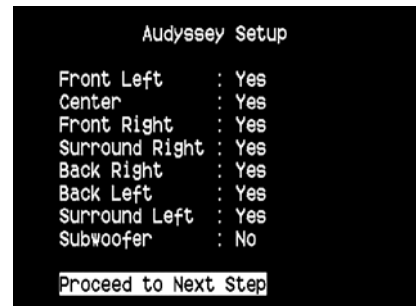 Audyssey Setup
Front Left : Yes
Center : Yes
Front Right : Yes
Surround Right : Yes
Back Right : Yes
Back Left : Yes
Surround Left : Yes
Subwoofer : No
Proceed to Next Step